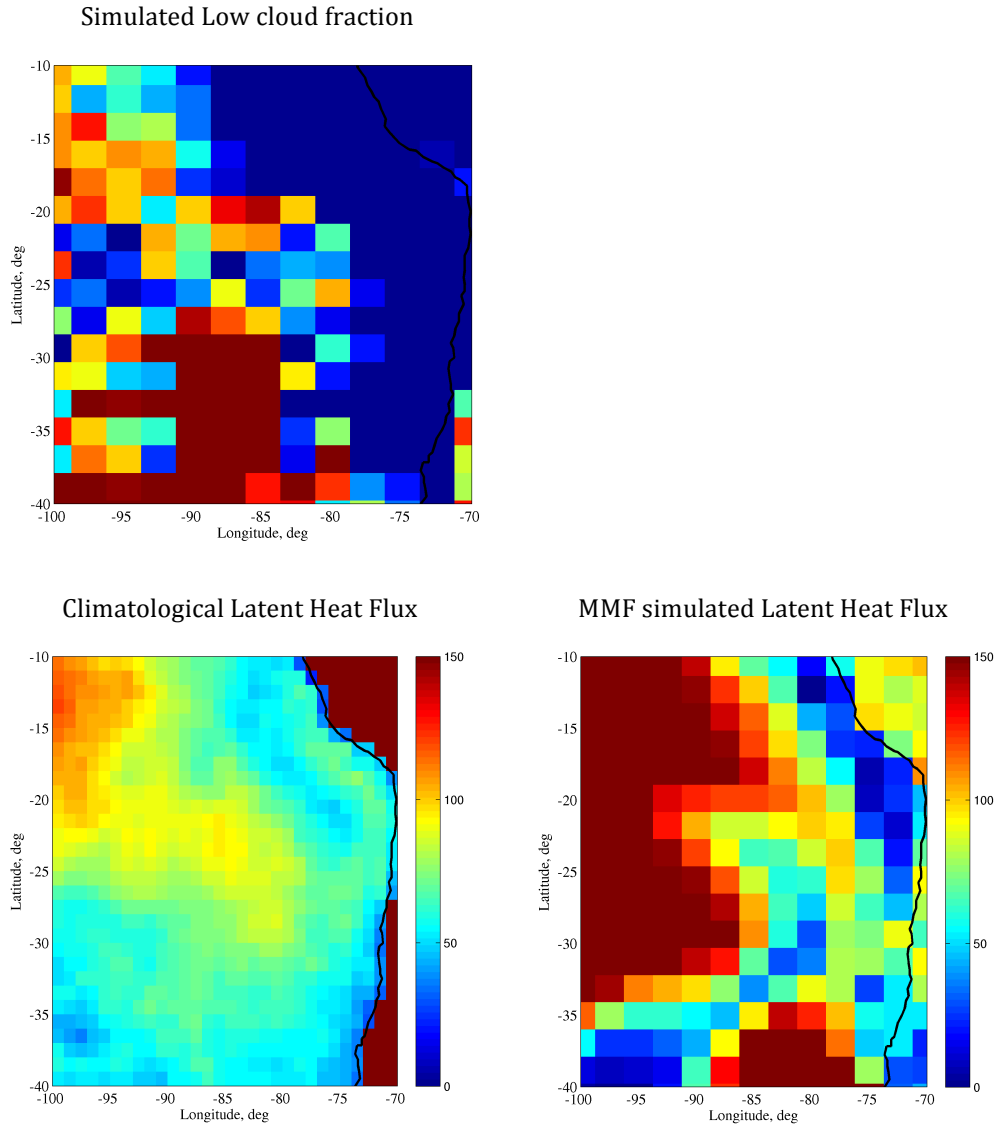 Simulated Low cloud fraction
-10
-15
-20
-25
-30
-35
-40
Latitude, deg
-100 -95 -90 -85 -80 -75 -70
Longitude, deg
Climatological Latent Heat Flux
-10
-15
-20
-25
-30
-35
-40
Latitude, deg
-100 -95 -90 -85 -80 -75 -70
Longitude, deg
150
100
50
0
MMF simulated Latent Heat Flux
-10
-15
-20
-25
-30
-35
-40
Latitude, deg
-100 -95 -90 -85 -80 -75 -70
Longitude, deg
150
100
50
0